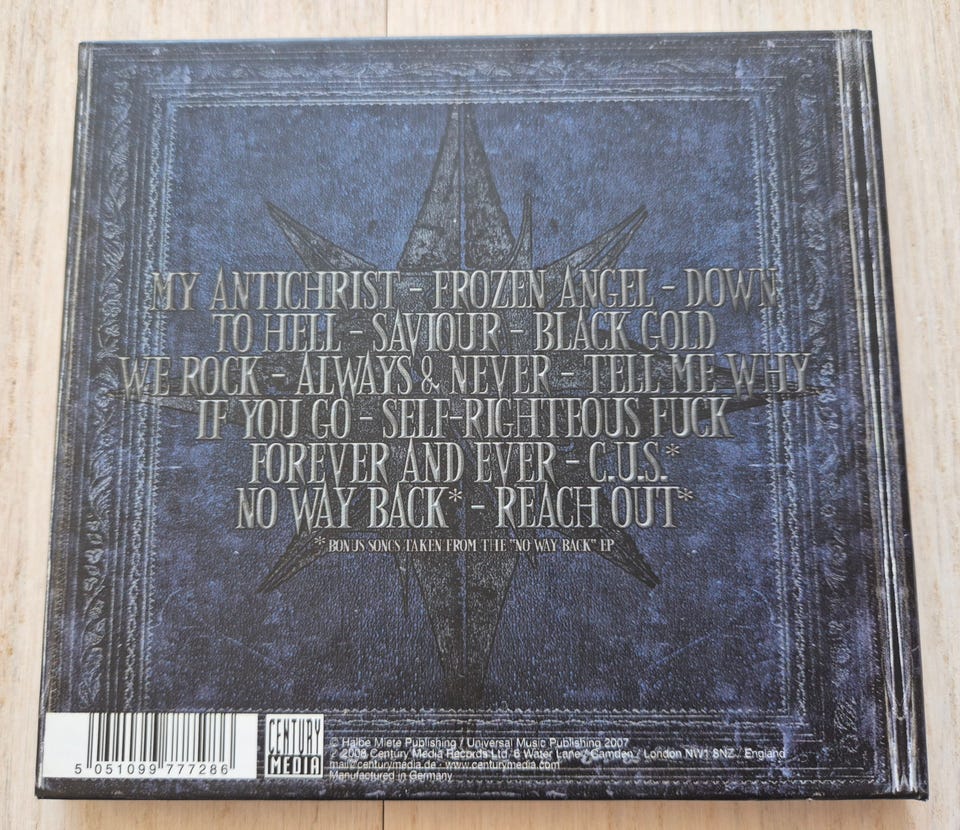 MY ANTICHRIST - FROZEN ANGEL - DOWN
TO HELL - SAVIOUR - BLACK GOLD
WE ROCK - ALWAYS & NEVER - TELL ME WHY
IF YOU GO - SELF-RIGHTEOUS FUCK
FOREVER AND EVER - C.U.S.*
NO WAY BACK* - REACH OUT*
*BONUS SONGS TAKEN FROM THE "NO WAY BACK" EP
5 051099 777286
CENTURY
MEDIA
© Halbe Miete Publishing / Universal Music Publishing 2007
2008 Century Media Records Ltd. 6 Water Lane / Camden / London NW1 8NZ / England
mail@centurymedia.de · www.centurymedia.com
Manufactured in Germany